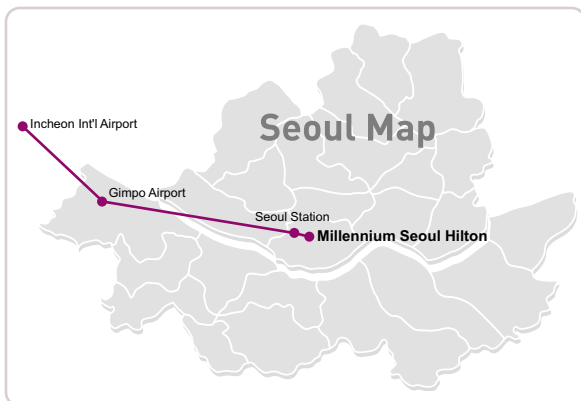 Seoul Map
Incheon Int'l Airport
Gimpo Airport
Seoul Station
Millennium Seoul Hilton